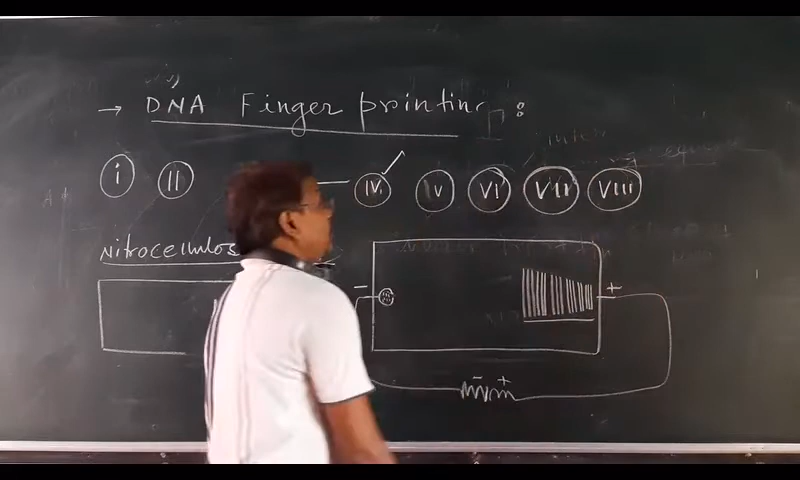 → DNA Finger printing :
i II IV. V VI VII VIII
Nitrocellulos
- +
- +